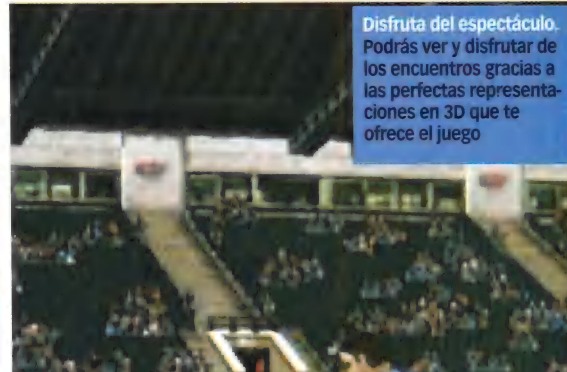 Disfruta del espectáculo.
Podrás ver y disfrutar de
los encuentros gracias a
las perfectas representa-
ciones en 3D que te
ofrece el juego